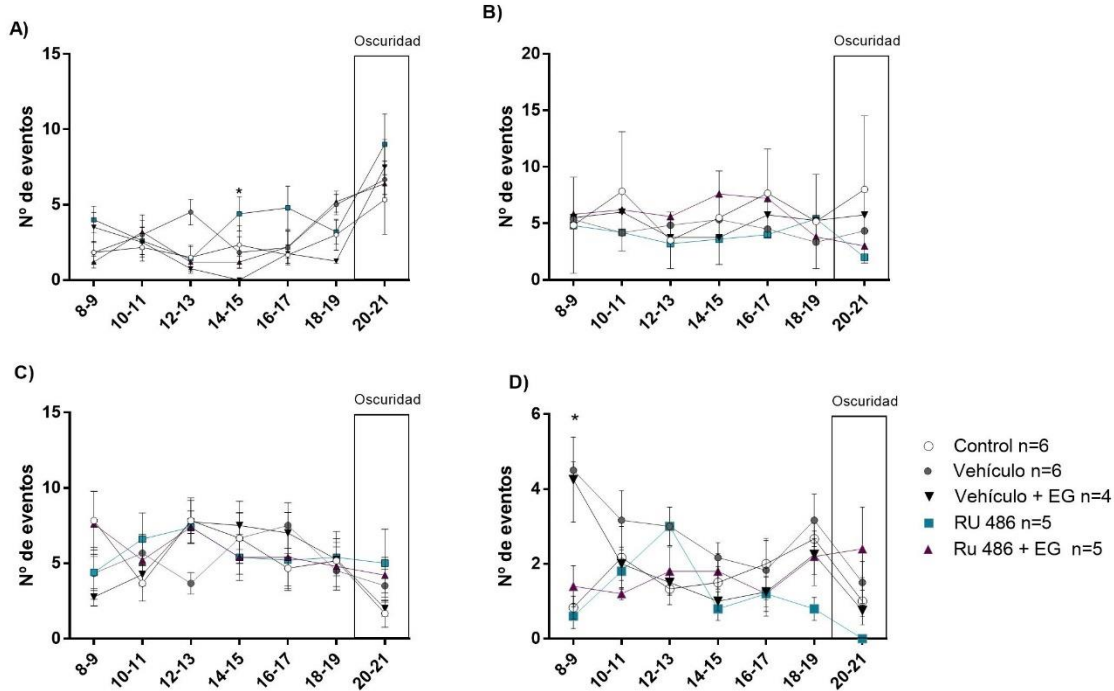 A)
Oscuridad
Nº de eventos
15
10
5
0
*
8-9
10-11
12-13
14-15
16-17
18-19
20-21
B)
Oscuridad
Nº de eventos
20
15
10
5
0
8-9
10-11
12-13
14-15
16-17
18-19
20-21
C)
Oscuridad
Nº de eventos
15
10
5
0
8-9
10-11
12-13
14-15
16-17
18-19
20-21
D)
Oscuridad
Nº de eventos
6
4
2
0
*
8-9
10-11
12-13
14-15
16-17
18-19
20-21
Control n=6
Vehículo n=6
Vehículo + EG n=4
RU 486 n=5
Ru 486 + EG n=5